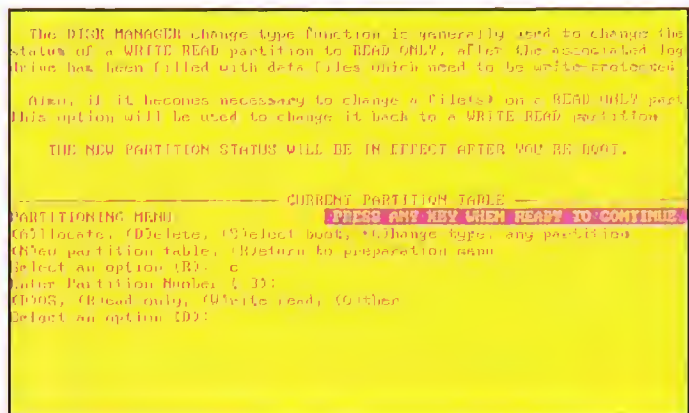 The DISK MANAGER change type function is generally used to change the
status of a WRITE READ partition to READ ONLY, after the associated log
drive has been filled with data files which need to be write-protected
Also, if it becomes necessary to change a file(s) on a READ ONLY part
this option will be used to change it back to a WRITE READ partition
THE NEW PARTITION STATUS WILL BE IN EFFECT AFTER YOU RE BOOT.
CURRENT PARTITION TABLE
PARTITIONING MENU PRESS ANY KEY WHEN READY TO CONTINUE
(A)llocate, (D)elete, (S)elect boot, (C)hange type, any partition
(N)ew partition table, (R)eturn to preparation menu
Select an option (R): c
Enter Partition Number ( 3):
(D)OS, (R)ead only, (W)rite read, (O)ther
Select an option (D):